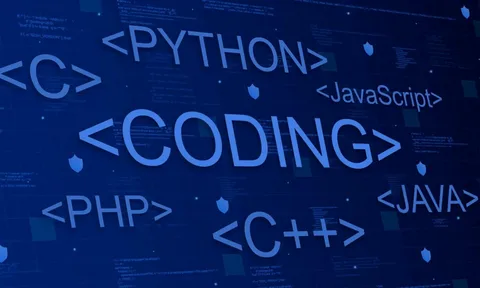 <PYTHON>
<C>
<JavaScript>
<CODING>
<PHP>
<JAVA>
<C++>